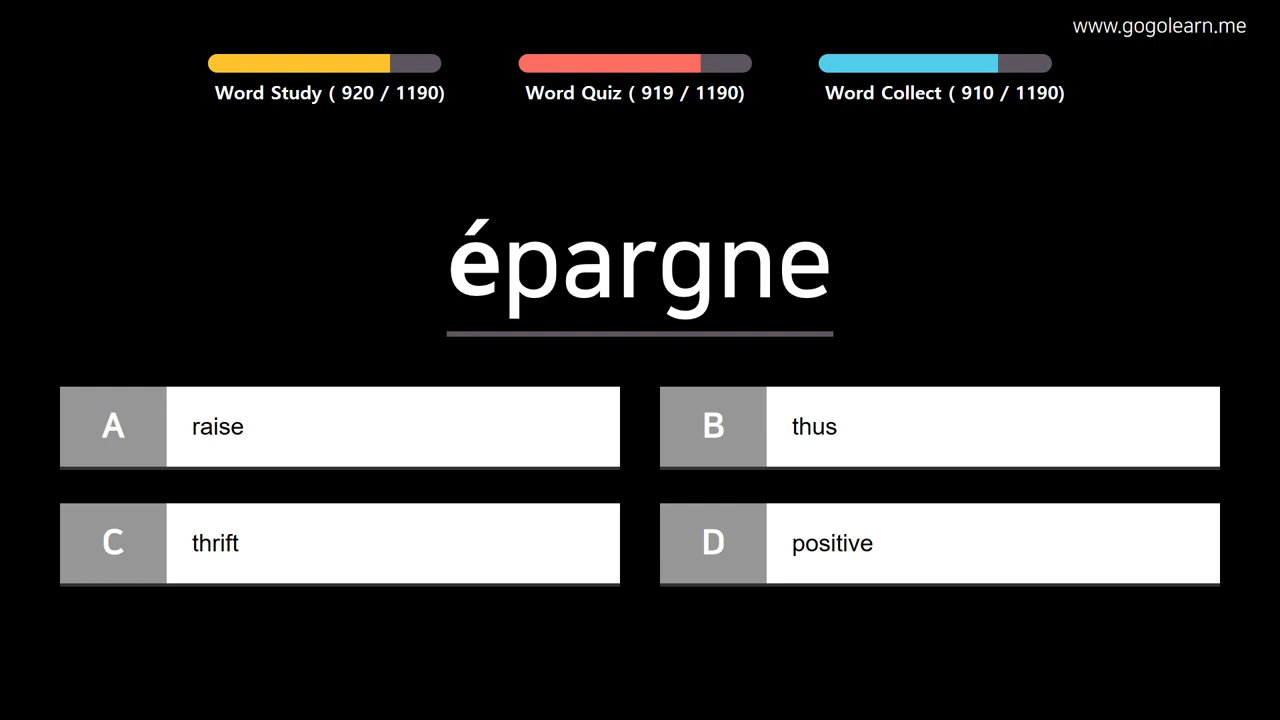 www.gogolearn.me
Word Study ( 920 / 1190)
Word Quiz ( 919 / 1190)
Word Collect ( 910 / 1190)
épargne
A raise
B thus
C thrift
D positive